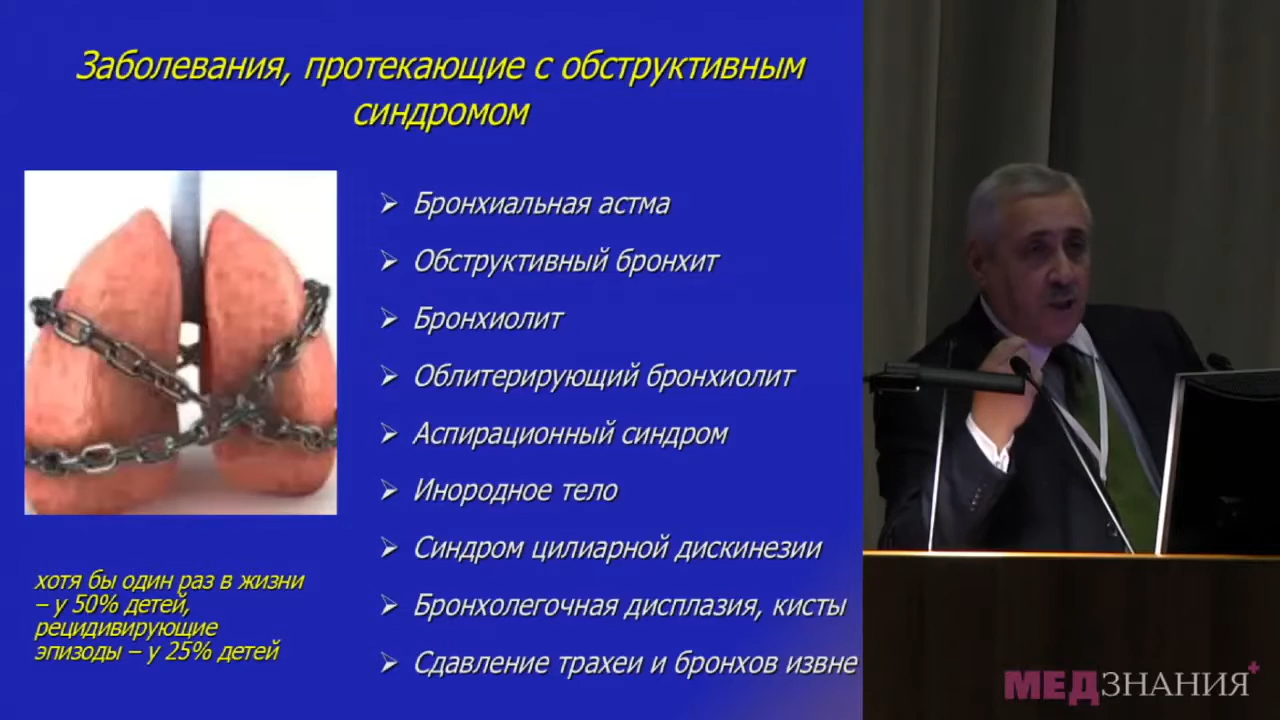 Заболевания, протекающие с обструктивным
синдромом
Бронхиальная астма
Обструктивный бронхит
Бронхиолит
Облитерирующий бронхиолит
Аспирационный синдром
Инородное тело
Синдром цилиарной дискинезии
Бронхолегочная дисплазия, кисты
Сдавление трахеи и бронхов извне
хотя бы один раз в жизни
– у 50% детей,
рецидивирующие
эпизоды – у 25% детей
МЕДЗНАНИЯ+